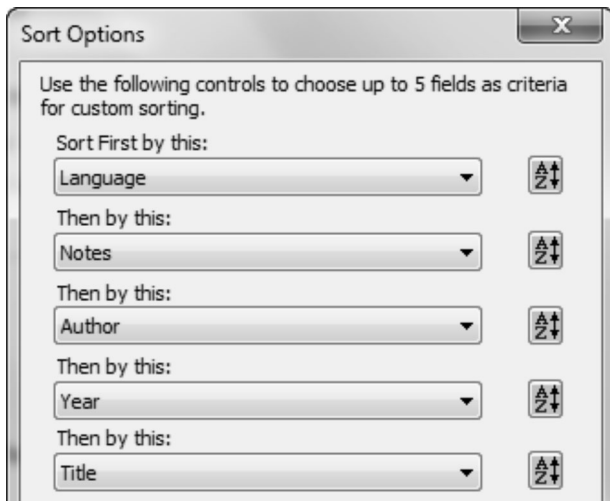 Sort Options
X
Use the following controls to choose up to 5 fields as criteria
for custom sorting.
Sort First by this:
Language
A
Z
Then by this:
Notes
A
Z
Then by this:
Author
A
Z
Then by this:
Year
A
Z
Then by this:
Title
A
Z